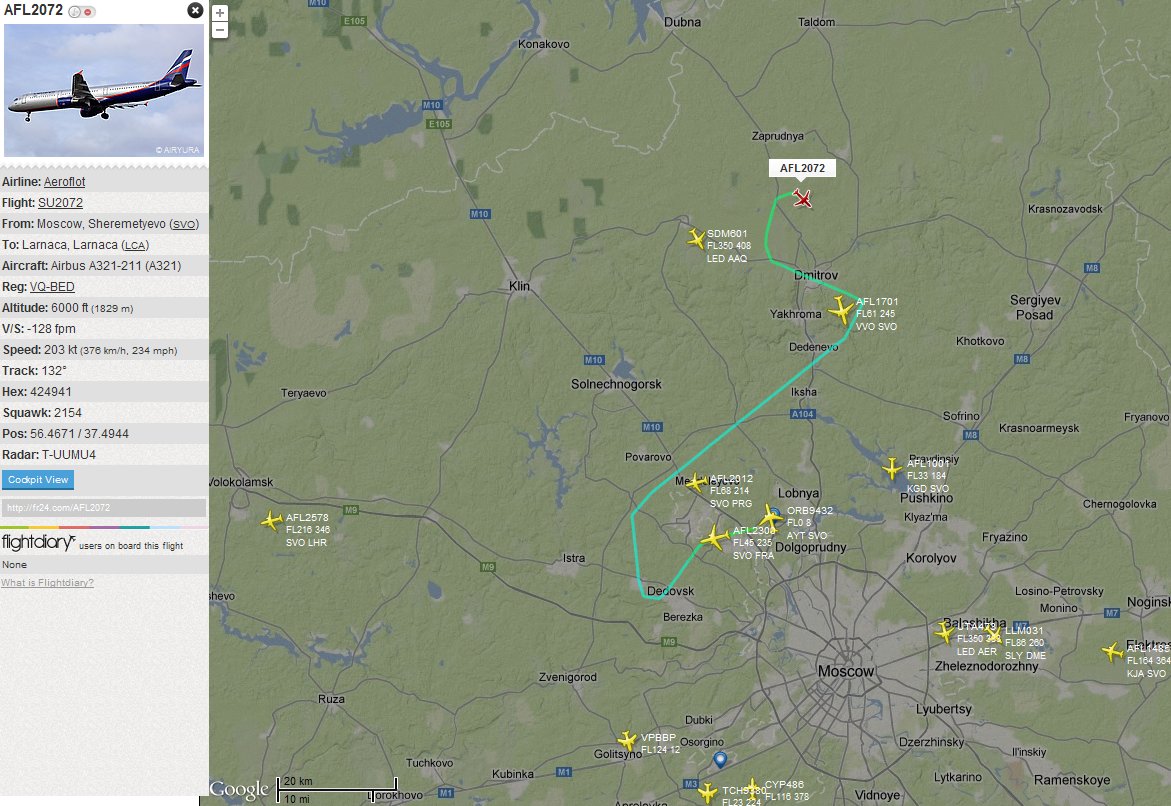 AFL2072
© AIRYURA
Airline: Aeroflot
Flight: SU2072
From: Moscow, Sheremetyevo (SVO)
To: Larnaca, Larnaca (LCA)
Aircraft: Airbus A321-211 (A321)
Reg: VQ-BED
Altitude: 6000 ft (1829 m)
V/S: -128 fpm
Speed: 203 kt (376 km/h, 234 mph)
Track: 132°
Hex: 424941
Squawk: 2154
Pos: 56.4671 / 37.4944
Radar: T-UUMU4
Cockpit View
http://fr24.com/AFL2072
flightdiary users on board this flight
None
What is Flightdiary?
+
−
M10
E105
Dubna
Taldom
Konakovo
M10
E105
Zaprudnya
AFL2072
Krasnozavodsk
M10
SDM601
FL350 408
LED AAQ
Dmitrov
M8
Klin
AFL1701
FL61 245
VVO SVO
Yakhroma
Sergiyev
Posad
Dedenevo
Khotkovo
M10
M8
Solnechnogorsk
Teryaevo
Iksha
A104
Sofrino
Fryanovo
M10
M8
Krasnoarmeysk
Povarovo
AFL1001
FL33 184
KGD SVO
Pushkino
AFL2012
FL68 214
SVO PRG
Volokolamsk
Lobnya
Chernogolovka
M9
AFL2578
FL216 346
SVO LHR
ORB9432
FL0 8
AYT SVO
Klyaz'ma
FL45 235
SVO FRA
Dolgoprudny
Fryazino
Istra
Korolyov
M9
Dedovsk
Losino-Petrovsky
shevo
Monino
Noginsk
Berezka
M7
Balashikha
M7
M9
FL350
LED AER
LLM031
FL86 260
SLY DME
FL164 364
KJA SVO
Zheleznodorozhny
Moscow
Zvenigorod
Ruza
Lyubertsy
Dubki
VPBBP
FL124 12
Osorgino
Golitsyno
Dzerzhinsky
Il'inskiy
Tuchkovo
Kubinka
M1
Lytkarino
Ramenskoye
Google
20 km
10 mi
Dorokhovo
M1
M3
FL23 224
CYP486
FL116 378
Vidnoye
Aprelovka